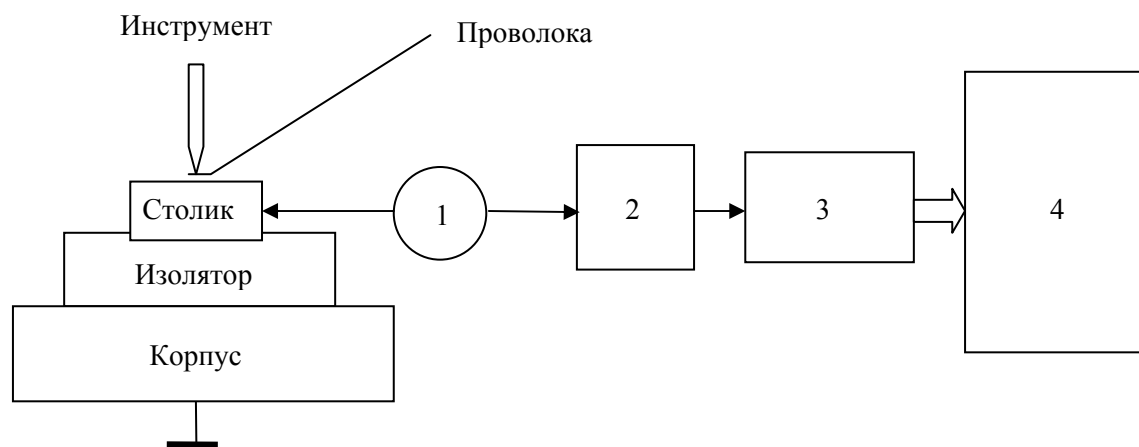 Инструмент
Проволока
Столик
1
2
3
4
Изолятор
Корпус